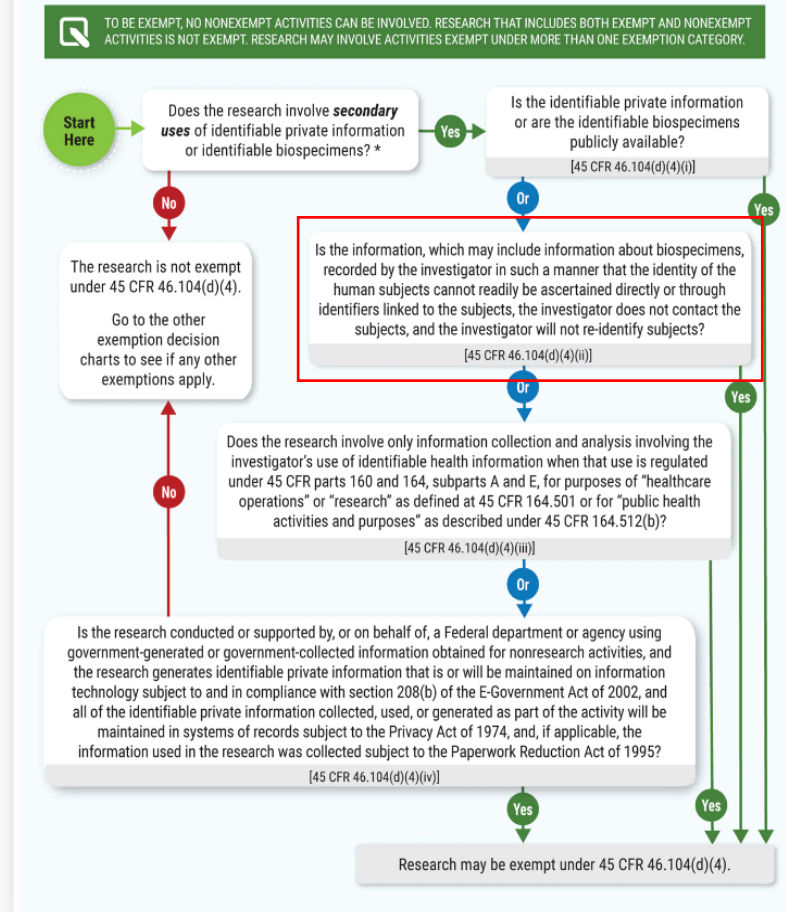 TO BE EXEMPT, NO NONEXEMPT ACTIVITIES CAN BE INVOLVED. RESEARCH THAT INCLUDES BOTH EXEMPT AND NONEXEMPT
ACTIVITIES IS NOT EXEMPT. RESEARCH MAY INVOLVE ACTIVITIES EXEMPT UNDER MORE THAN ONE EXEMPTION CATEGORY.
Start
Here
Does the research involve secondary
uses of identifiable private information
or identifiable biospecimens? *
Yes
Is the identifiable private information
or are the identifiable biospecimens
publicly available?
[45 CFR 46.104(d)(4)(i)]
No
Or
Yes
The research is not exempt
under 45 CFR 46.104(d)(4).
Go to the other
exemption decision
charts to see if any other
exemptions apply.
Is the information, which may include information about biospecimens,
recorded by the investigator in such a manner that the identity of the
human subjects cannot readily be ascertained directly or through
identifiers linked to the subjects, the investigator does not contact the
subjects, and the investigator will not re-identify subjects?
[45 CFR 46.104(d)(4)(ii)]
Or
Yes
Does the research involve only information collection and analysis involving the
investigator's use of identifiable health information when that use is regulated
under 45 CFR parts 160 and 164, subparts A and E, for purposes of “healthcare
operations” or “research” as defined at 45 CFR 164.501 or for “public health
activities and purposes” as described under 45 CFR 164.512(b)?
[45 CFR 46.104(d)(4)(iii)]
No
Or
Is the research conducted or supported by, or on behalf of, a Federal department or agency using
government-generated or government-collected information obtained for nonresearch activities, and
the research generates identifiable private information that is or will be maintained on information
technology subject to and in compliance with section 208(b) of the E-Government Act of 2002, and
all of the identifiable private information collected, used, or generated as part of the activity will be
maintained in systems of records subject to the Privacy Act of 1974, and, if applicable, the
information used in the research was collected subject to the Paperwork Reduction Act of 1995?
[45 CFR 46.104(d)(4)(iv)]
Yes
Yes
Research may be exempt under 45 CFR 46.104(d)(4).